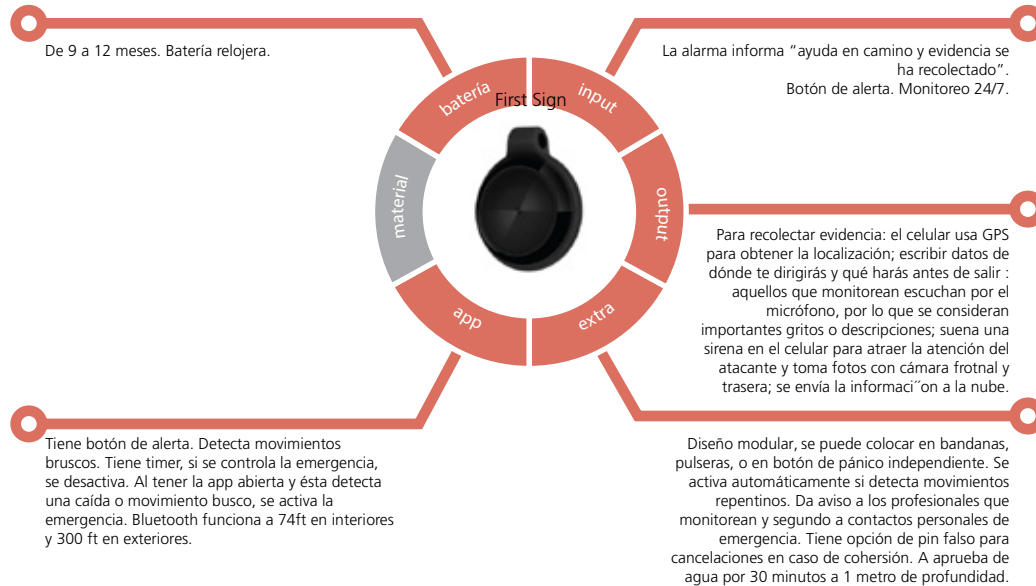 De 9 a 12 meses. Batería relojera.
La alarma informa “ayuda en camino y evidencia se
ha recolectado”.
Botón de alerta. Monitoreo 24/7.
First Sign
batería
input
material
output
app
extra
Para recolectar evidencia: el celular usa GPS
para obtener la localización; escribir datos de
dónde te dirigirás y qué harás antes de salir :
aquellos que monitorean escuchan por el
micrófono, por lo que se consideran
importantes gritos o descripciones; suena una
sirena en el celular para atraer la atención del
atacante y toma fotos con cámara frotnal y
trasera; se envía la informaci´´on a la nube.
Tiene botón de alerta. Detecta movimientos
bruscos. Tiene timer, si se controla la emergencia,
se desactiva. Al tener la app abierta y ésta detecta
una caída o movimiento busco, se activa la
emergencia. Bluetooth funciona a 74ft en interiores
y 300 ft en exteriores.
Diseño modular, se puede colocar en bandanas,
pulseras, o en botón de pánico independiente. Se
activa automáticamente si detecta movimientos
repentinos. Da aviso a los profesionales que
monitorean y segundo a contactos personales de
emergencia. Tiene opción de pin falso para
cancelaciones en caso de cohersión. A aprueba de
agua por 30 minutos a 1 metro de profundidad.